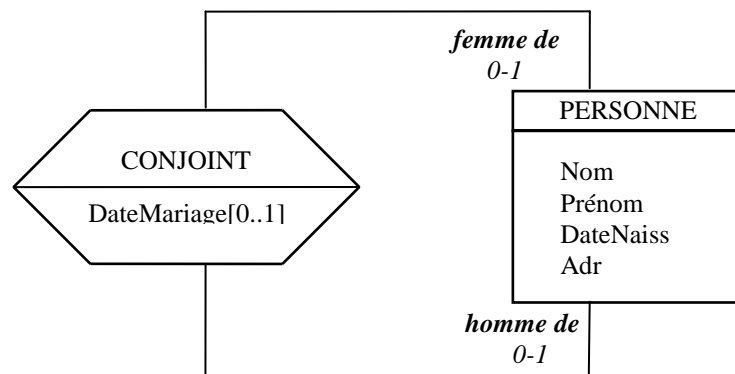 femme de
0-1
PERSONNE
CONJOINT
DateMariage[0..1]
Nom
Prénom
DateNaiss
Adr
homme de
0-1